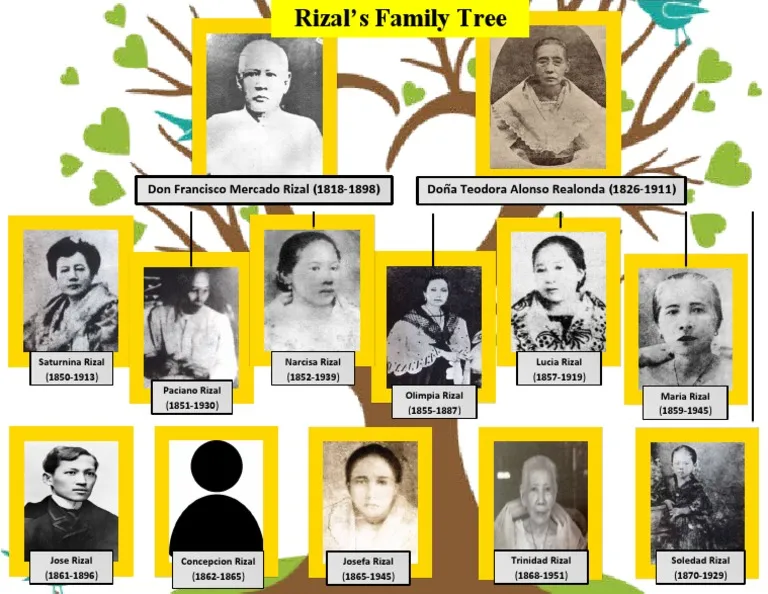 Rizal’s Family Tree
Don Francisco Mercado Rizal (1818-1898)
Doña Teodora Alonso Realonda (1826-1911)
Saturnina Rizal
(1850-1913)
Paciano Rizal
(1851-1930)
Narcisa Rizal
(1852-1939)
Olimpia Rizal
(1855-1887)
Lucia Rizal
(1857-1919)
Maria Rizal
(1859-1945)
Jose Rizal
(1861-1896)
Concepcion Rizal
(1862-1865)
Josefa Rizal
(1865-1945)
Trinidad Rizal
(1868-1951)
Soledad Rizal
(1870-1929)